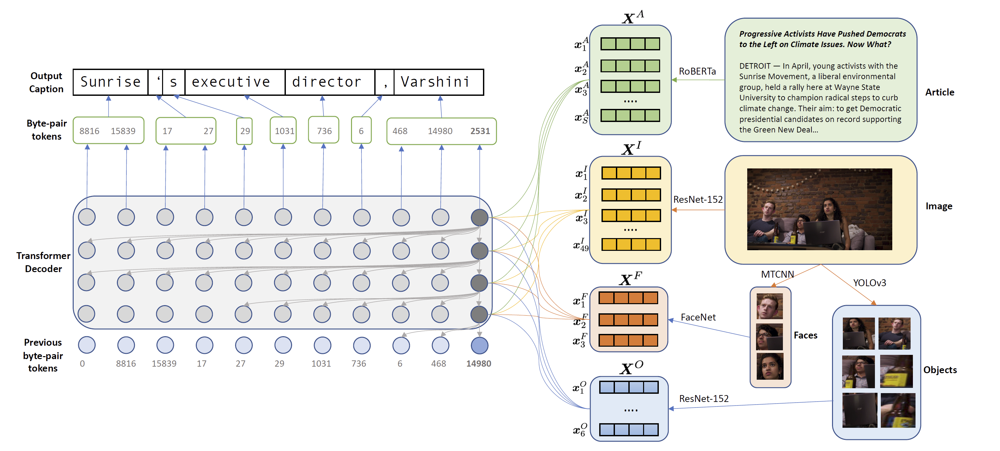 Output
Caption
Sunrise ‘ s executive director , Varshini
Byte-pair
tokens
8816 15839 17 27 29 1031 736 6 468 14980 2531
Transformer
Decoder
Previous
byte-pair
tokens
0 8816 15839 17 27 29 1031 736 6 468 14980
X^A
x_1^A
x_2^A
x_3^A
....
x_S^A
RoBERTa
Progressive Activists Have Pushed Democrats
to the Left on Climate Issues. Now What?
DETROIT — In April, young activists with the
Sunrise Movement, a liberal environmental
group, held a rally here at Wayne State
University to champion radical steps to curb
climate change. Their aim: to get Democratic
presidential candidates on record supporting
the Green New Deal...
Article
X^I
x_1^I
x_2^I
x_3^I
....
x_49^I
ResNet-152
Image
MTCNN
YOLOv3
X^F
x_1^F
x_2^F
x_3^F
FaceNet
Faces
X^O
x_1^O
....
x_6^O
ResNet-152
Objects